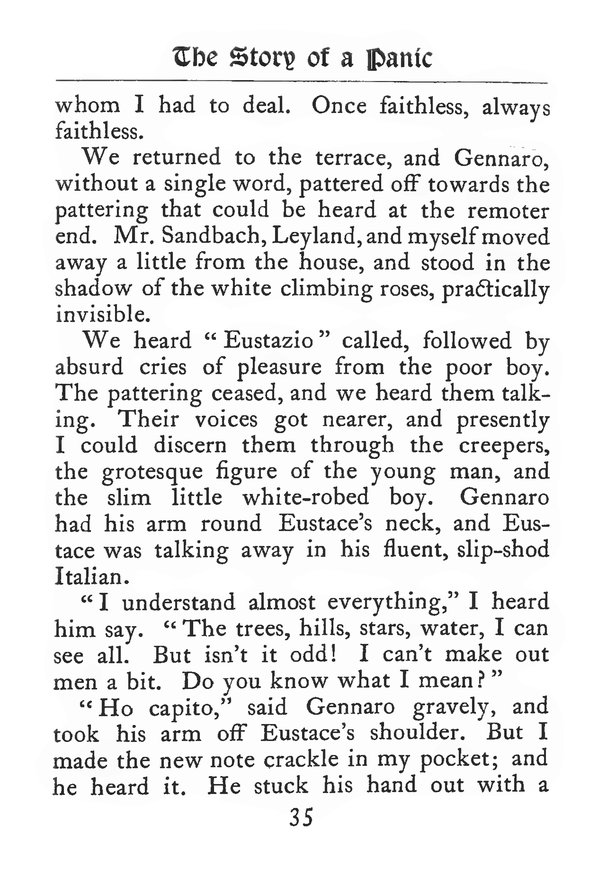 The Story of a Panic
whom I had to deal. Once faithless, always
faithless.
We returned to the terrace, and Gennaro,
without a single word, pattered off towards the
pattering that could be heard at the remoter
end. Mr. Sandbach, Leyland, and myself moved
away a little from the house, and stood in the
shadow of the white climbing roses, practically
invisible.
We heard “Eustazio” called, followed by
absurd cries of pleasure from the poor boy.
The pattering ceased, and we heard them talk-
ing. Their voices got nearer, and presently
I could discern them through the creepers,
the grotesque figure of the young man, and
the slim little white-robed boy. Gennaro
had his arm round Eustace’s neck, and Eus-
tace was talking away in his fluent, slip-shod
Italian.
“I understand almost everything,” I heard
him say. “The trees, hills, stars, water, I can
see all. But isn’t it odd! I can’t make out
men a bit. Do you know what I mean?”
“Ho capito,” said Gennaro gravely, and
took his arm off Eustace’s shoulder. But I
made the new note crackle in my pocket; and
he heard it. He stuck his hand out with a
35